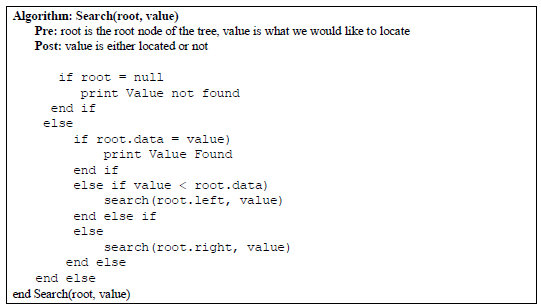 Algorithm: Search(root, value)
Pre: root is the root node of the tree, value is what we would like to locate
Post: value is either located or not
if root = null
print Value not found
end if
else
if root.data = value)
print Value Found
end if
else if value < root.data)
search(root.left, value)
end else if
else
search(root.right, value)
end else
end else
end Search(root, value)